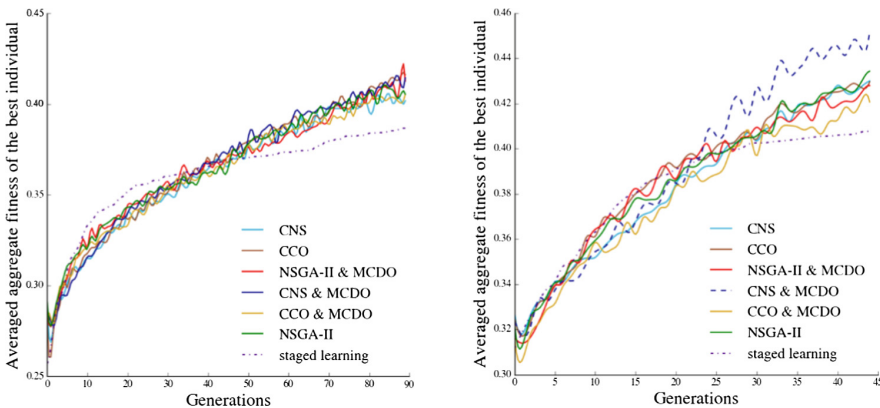 Averaged aggregate fitness of the best individual
0.45
0.40
0.35
0.30
0.25
0 10 20 30 40 50 60 70 80 90
Generations
CNS
CCO
NSGA-II & MCDO
CNS & MCDO
CCO & MCDO
NSGA-II
staged learning
Averaged aggregate fitness of the best individual
0.46
0.44
0.42
0.40
0.38
0.36
0.34
0.32
0.30
0 5 10 15 20 25 30 35 40 45
Generations
CNS
CCO
NSGA-II & MCDO
CNS & MCDO
CCO & MCDO
NSGA-II
staged learning